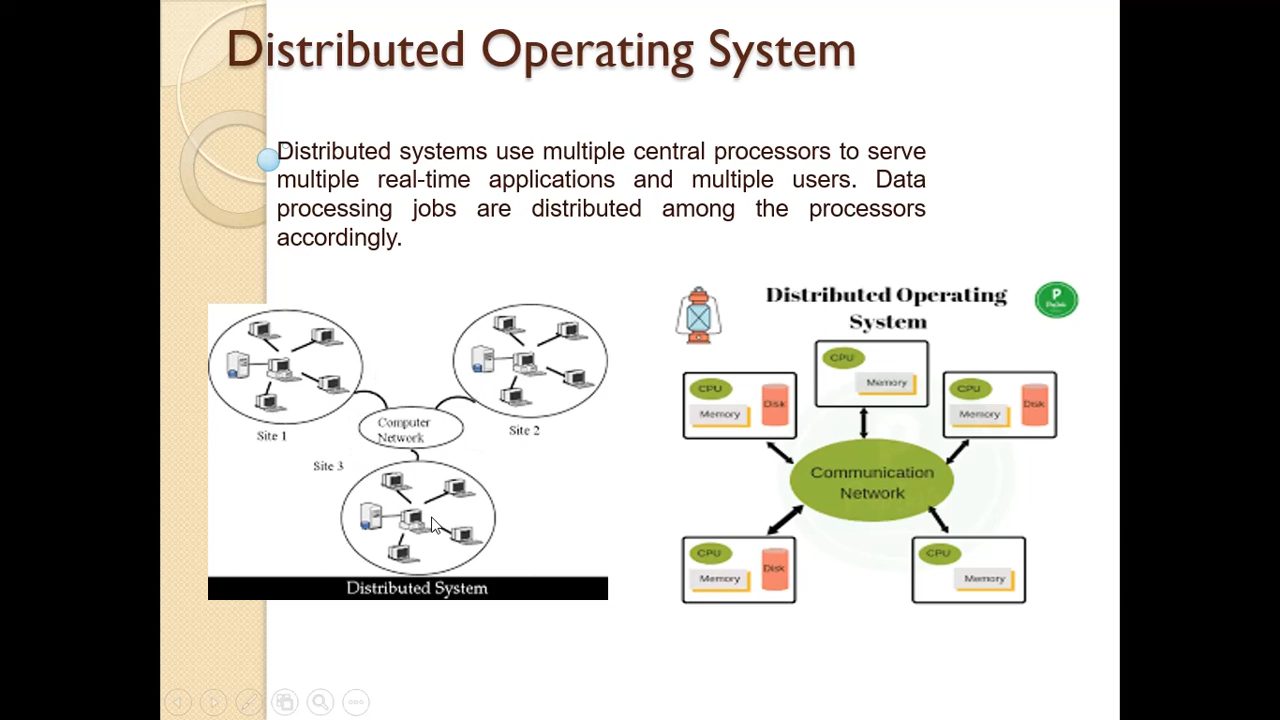 Distributed Operating System
Distributed systems use multiple central processors to serve
multiple real-time applications and multiple users. Data
processing jobs are distributed among the processors
accordingly.
Site 1
Site 2
Computer
Network
Site 3
Distributed System
Distributed Operating
System
P
CPU
Memory
CPU
Memory
Disk
CPU
Memory
Disk
Communication
Network
CPU
Memory
Disk
CPU
Memory